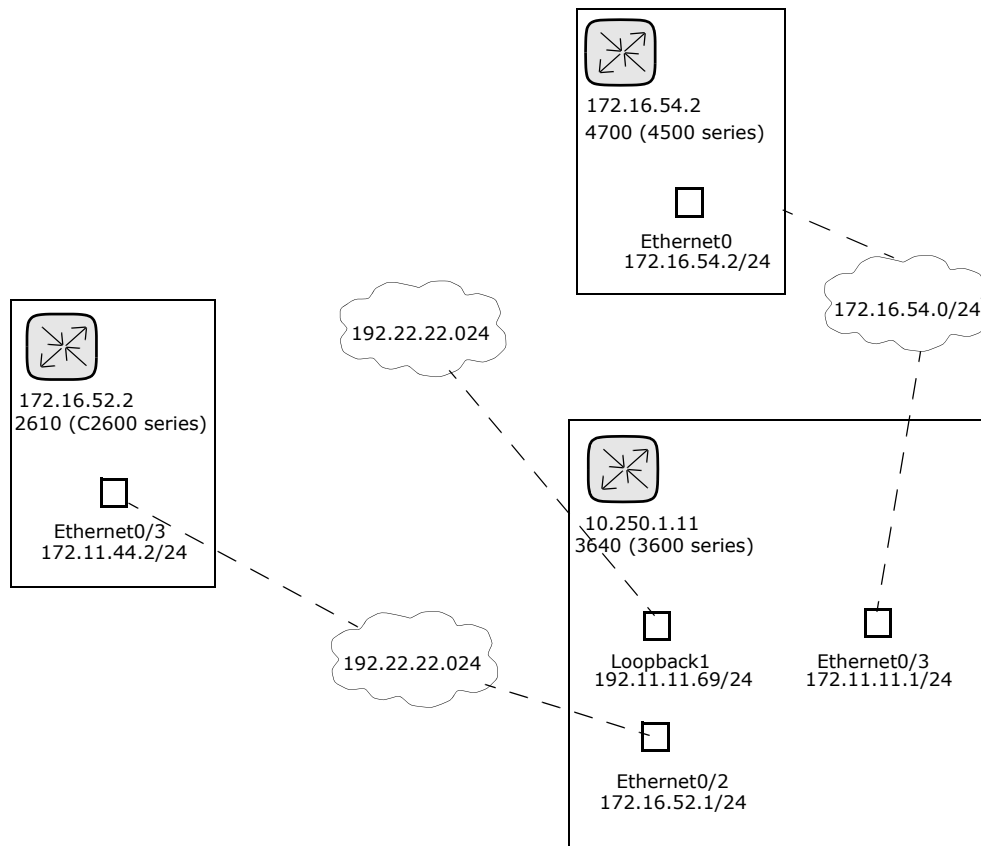 172.16.54.2
4700 (4500 series)
Ethernet0
172.16.54.2/24
192.22.22.024
172.16.54.0/24
172.16.52.2
2610 (C2600 series)
Ethernet0/3
172.11.44.2/24
10.250.1.11
3640 (3600 series)
192.22.22.024
Loopback1
192.11.11.69/24
Ethernet0/3
172.11.11.1/24
Ethernet0/2
172.16.52.1/24